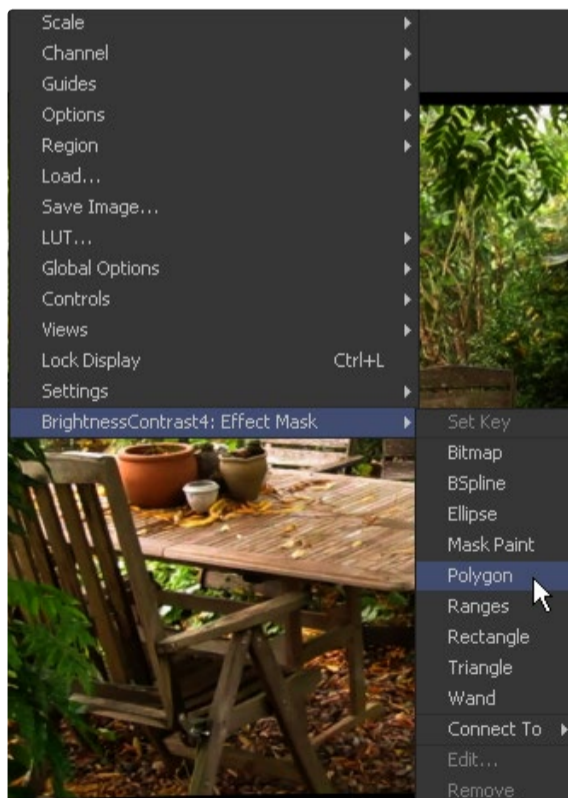 Scale
Channel
Guides
Options
Region
Load...
Save Image...
LUT...
Global Options
Controls
Views
Lock Display Ctrl+L
Settings
BrightnessContrast4: Effect Mask
Set Key
Bitmap
BSpline
Ellipse
Mask Paint
Polygon
Ranges
Rectangle
Triangle
Wand
Connect To
Edit...
Remove